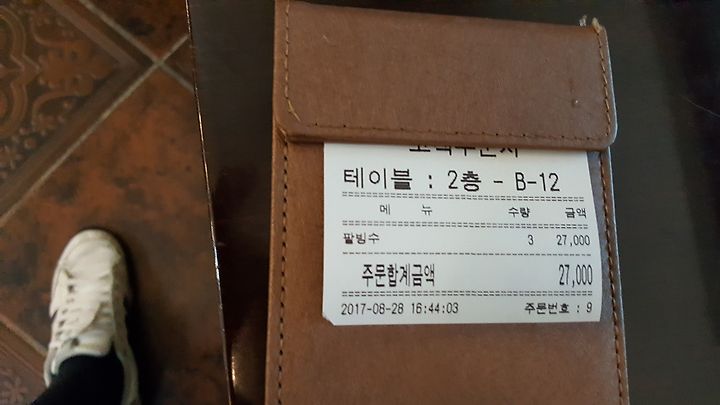 테이블 : 2층 - B-12
메 뉴 수량 금액
팥빙수 3 27,000
주문합계금액 27,000
2017-08-28 16:44:03 주문번호 : 9